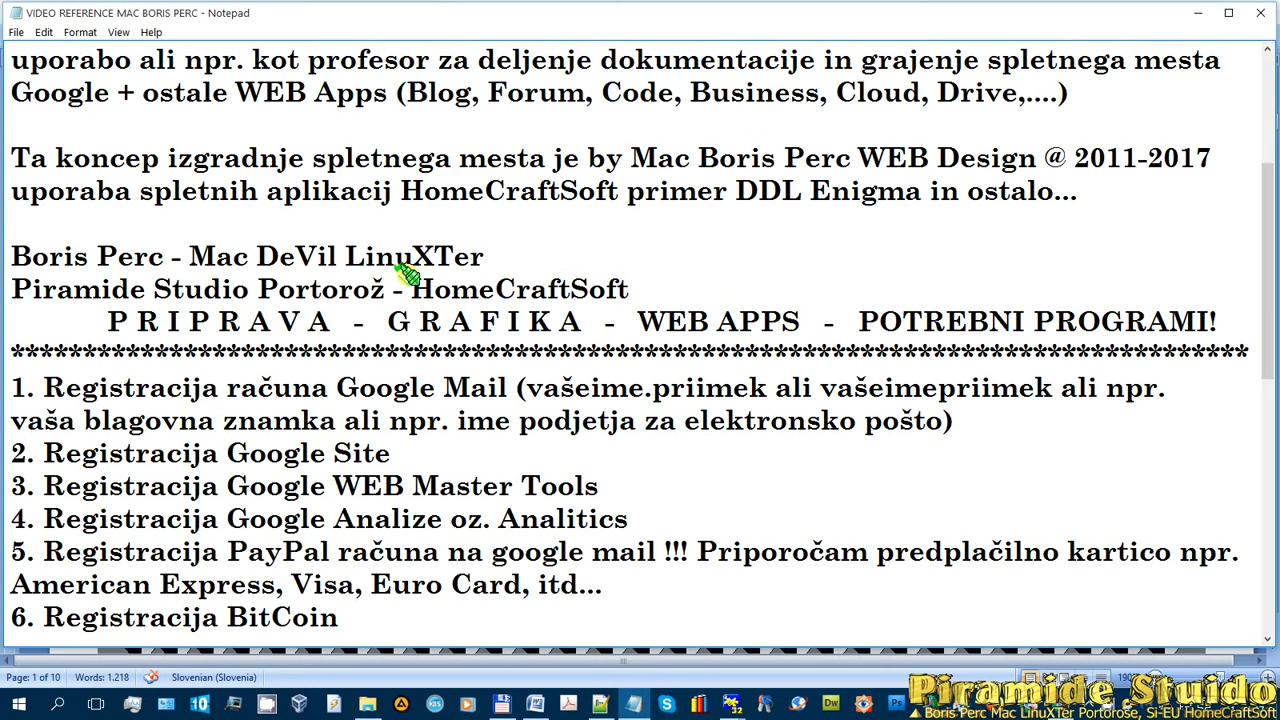 VIDEO REFERENCE MAC BORIS PERC - Notepad
File Edit Format View Help
uporabo ali npr. kot profesor za deljenje dokumentacije in grajenje spletnega mesta
Google + ostale WEB Apps (Blog, Forum, Code, Business, Cloud, Drive,....)
Ta koncep izgradnje spletnega mesta je by Mac Boris Perc WEB Design @ 2011-2017
uporaba spletnih aplikacij HomeCraftSoft primer DDL Enigma in ostalo...
Boris Perc - Mac DeVil LinuXTer
Piramide Studio Portorož - HomeCraftSoft
P R I P R A V A - G R A F I K A - WEB APPS - POTREBNI PROGRAMI!
****************************************************************************************
1. Registracija računa Google Mail (vašeime.priimek ali vašeimepriimek ali npr.
vaša blagovna znamka ali npr. ime podjetja za elektronsko pošto)
2. Registracija Google Site
3. Registracija Google WEB Master Tools
4. Registracija Google Analize oz. Analitics
5. Registracija PayPal računa na google mail !!! Priporočam predplačilno kartico npr.
American Express, Visa, Euro Card, itd...
6. Registracija BitCoin
Page: 1 of 10 Words: 1.218 Slovenian (Slovenia)
Piramide Stuido
▲ Boris Perc Mac LinuXTer Portorose, Si-EU HomeCraftSoft